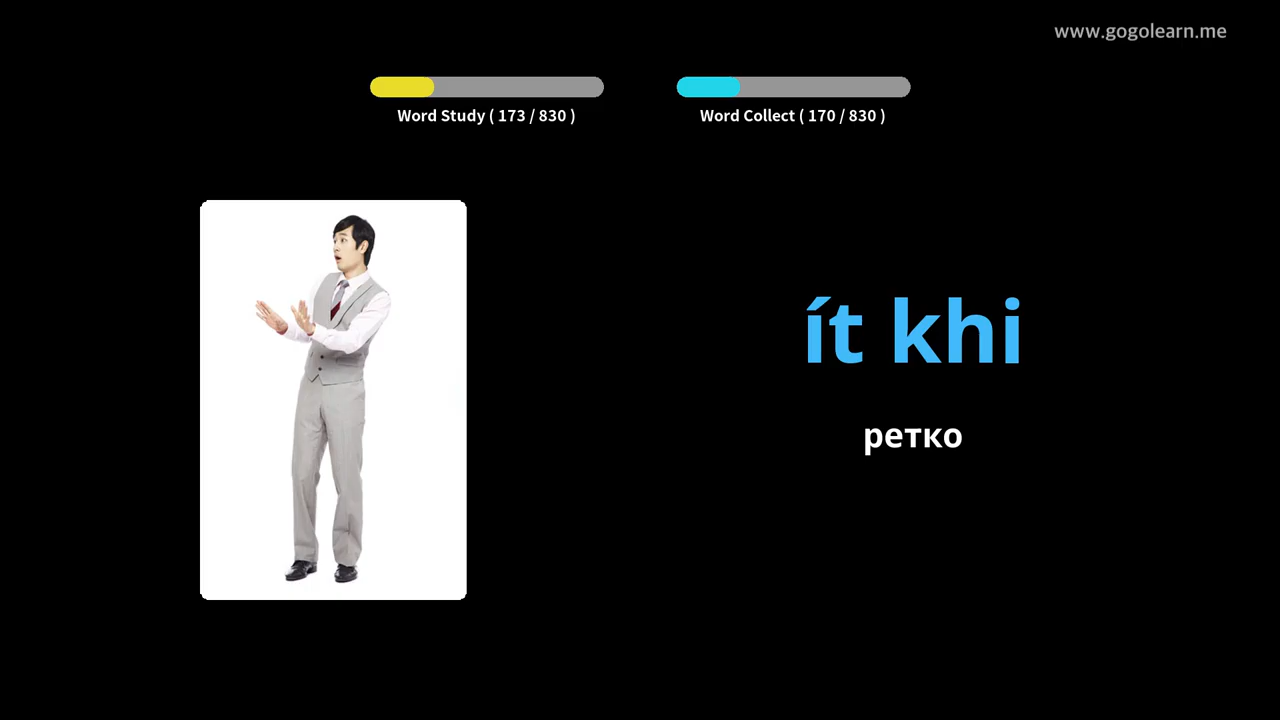 www.gogolearn.me
Word Study ( 173 / 830 )
Word Collect ( 170 / 830 )
ít khi
ретко